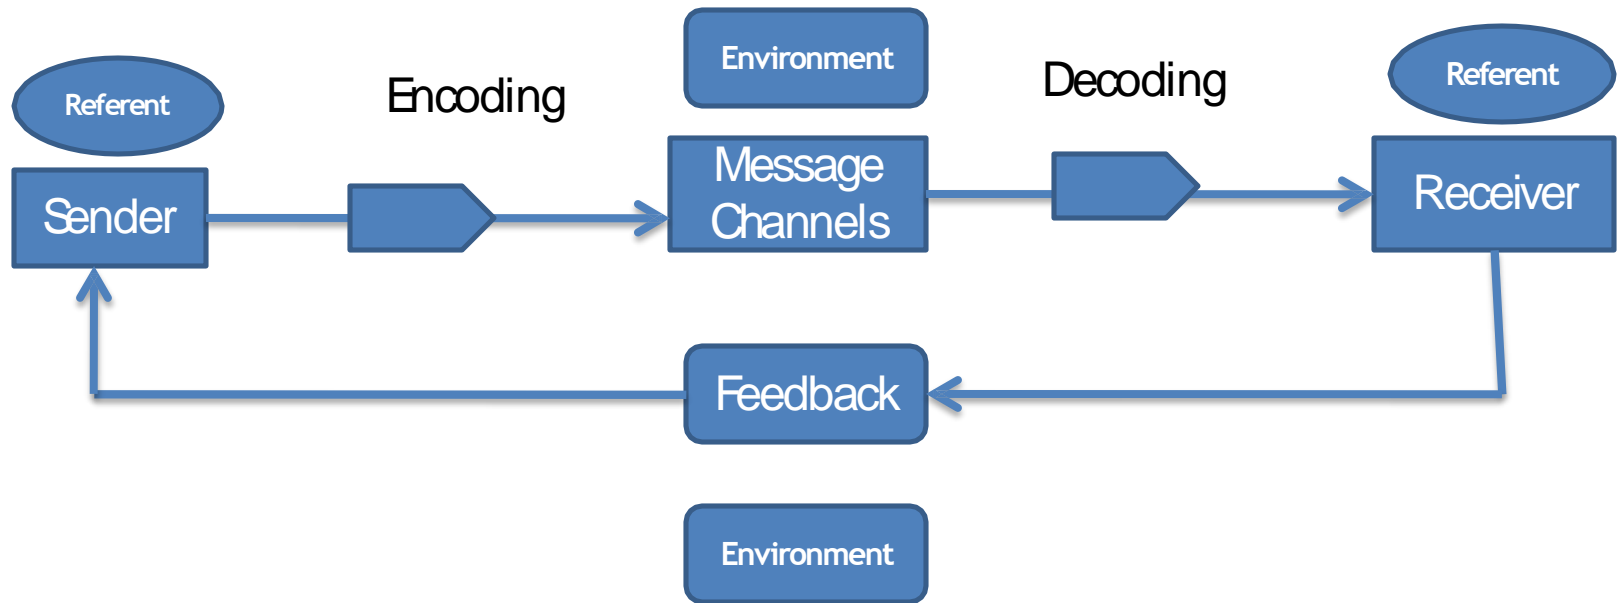 Environment
Referent
Encoding
Decoding
Referent
Sender
Message
Channels
Receiver
Feedback
Environment